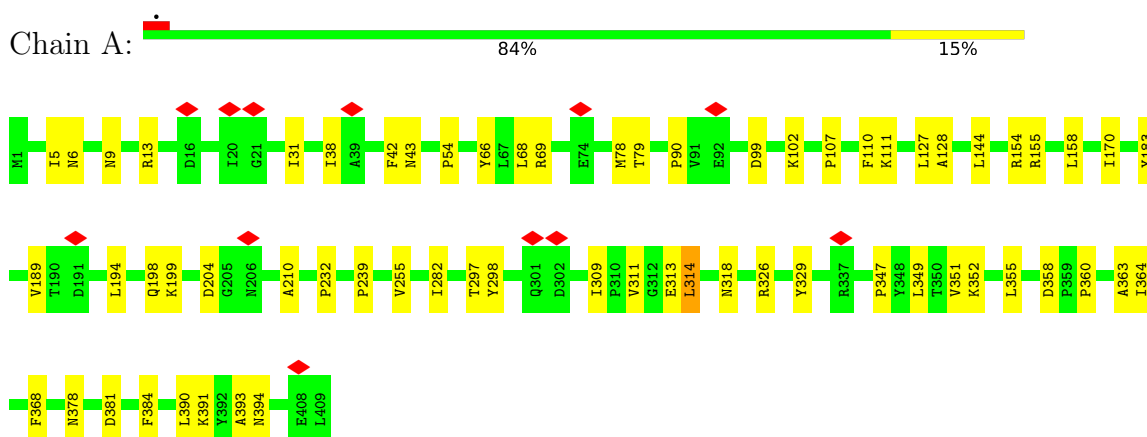 Chain A:
84% 15%
M1 I5 N6 N9 R13 D16 I20 G21 I31 I38 A39 F42 N43 P54 Y66 L67 L68 R69 E74 M78 T79 P90 V91 E92 D99 K102 P107 F110 K111 L127 A128 L144 R154 R155 L158 I170
V189 T190 D191 L194 Q198 K199 D204 G205 N206 A210 P232 P239 V255 I282 T297 Y298 Q301 D302 I309 P310 V311 G312 E313 L314 N318 R326 Y329 R337 P347 Y348 L349 T350 V351 K352 L355 D358 P359 P360 A363 I364
F368 N378 D381 F384 L390 K391 Y392 A393 N394 E408 L409